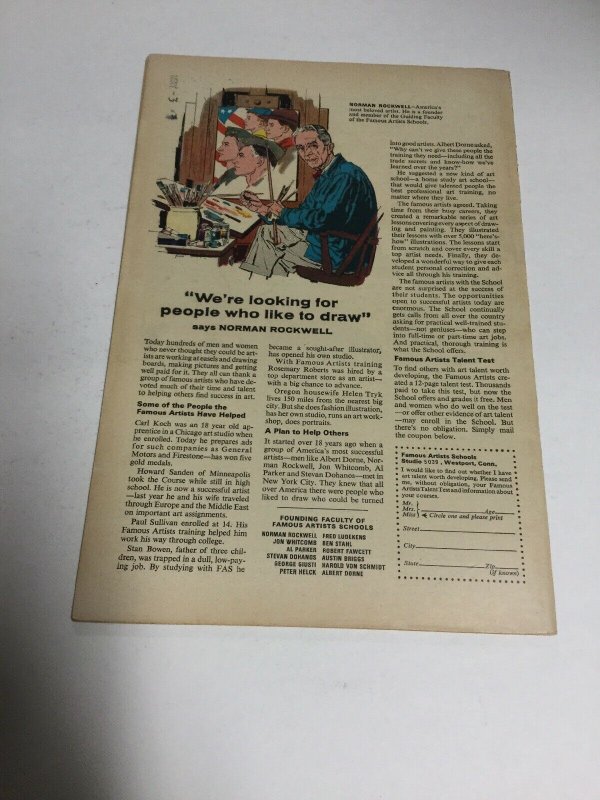 NORMAN ROCKWELL—America's
most beloved artist. He is a founder
and member of the Guiding Faculty
of the Famous Artists Schools.
"We're looking for
people who like to draw"
says NORMAN ROCKWELL
Today hundreds of men and women
who never thought they could be art-
ists are working at easels and drawing
boards, making pictures and getting
well paid for it. They all can thank a
group of famous artists who have de-
voted much of their time and talent
to helping others find success in art.
Some of the People the
Famous Artists Have Helped
Carl Koch was an 18 year old ap-
prentice in a Chicago art studio when
he enrolled. Today he prepares ads
for such companies as General
Motors and Firestone—has won five
gold medals.
Howard Sanden of Minneapolis
took the Course while still in high
school. He is now a successful artist
—last year he and his wife traveled
through Europe and the Middle East
on important art assignments.
Paul Sullivan enrolled at 14. His
Famous Artists training helped him
work his way through college.
Stan Bowen, father of three chil-
dren, was trapped in a dull, low-pay-
ing job. By studying with FAS he
became a sought-after illustrator,
has opened his own studio.
With Famous Artists training
Rosemary Roberts was hired by a
top department store as an artist—
with a big chance to advance.
Oregon housewife Helen Tryk
lives 150 miles from the nearest big
city. But she does fashion illustration,
has her own studio, runs an art work-
shop, does portraits.
A Plan to Help Others
It started over 18 years ago when a
group of America's most successful
artists—men like Albert Dorne, Nor-
man Rockwell, Jon Whitcomb, Al
Parker and Stevan Dohanos—met in
New York City. They knew that all
over America there were people who
liked to draw who could be turned
FOUNDING FACULTY OF
FAMOUS ARTISTS SCHOOLS
NORMAN ROCKWELL FRED LUDEKENS
JON WHITCOMB BEN STAHL
AL PARKER ROBERT FAWCETT
STEVAN DOHANOS AUSTIN BRIGGS
GEORGE GIUSTI HAROLD VON SCHMIDT
PETER HELCK ALBERT DORNE
into good artists. Albert Dorne asked,
"Why can't we give these people the
training they need—including all the
trade secrets and know-how we've
learned over the years?"
He suggested a new kind of art
school—a home study art school—
that would give talented people the
best professional art training, no
matter where they live.
The famous artists agreed. Taking
time from their busy careers, they
created a remarkable series of art
lessons covering every aspect of draw-
ing and painting. They illustrated
their lessons with over 5,000 "here's-
how" illustrations. The lessons start
from scratch and cover every skill a
top artist needs. Finally, they de-
veloped a wonderful way to give each
student personal correction and ad-
vice all through his training.
The famous artists with the School
are not surprised at the success of
their students. The opportunities
open to successful artists today are
enormous. The School continually
gets calls from all over the country
asking for practical well-trained stu-
dents—not geniuses—who can step
into full-time or part-time art jobs.
And practical, thorough training is
what the School offers.
Famous Artists Talent Test
To find others with art talent worth
developing, the Famous Artists cre-
ated a 12-page talent test. Thousands
paid to take this test, but now the
School offers and grades it free. Men
and women who do well on the test
—or offer other evidence of art talent
—may enroll in the School. But
there's no obligation. Simply mail
the coupon below.
Famous Artists Schools
Studio 5029, Westport, Conn.
I would like to find out whether I have
art talent worth developing. Please send
me, without obligation, your Famous
Artists Talent Test and information about
your courses.
Mr.
Mrs. Age
Miss Circle one and please print
Street
City
State Zip
(if known)